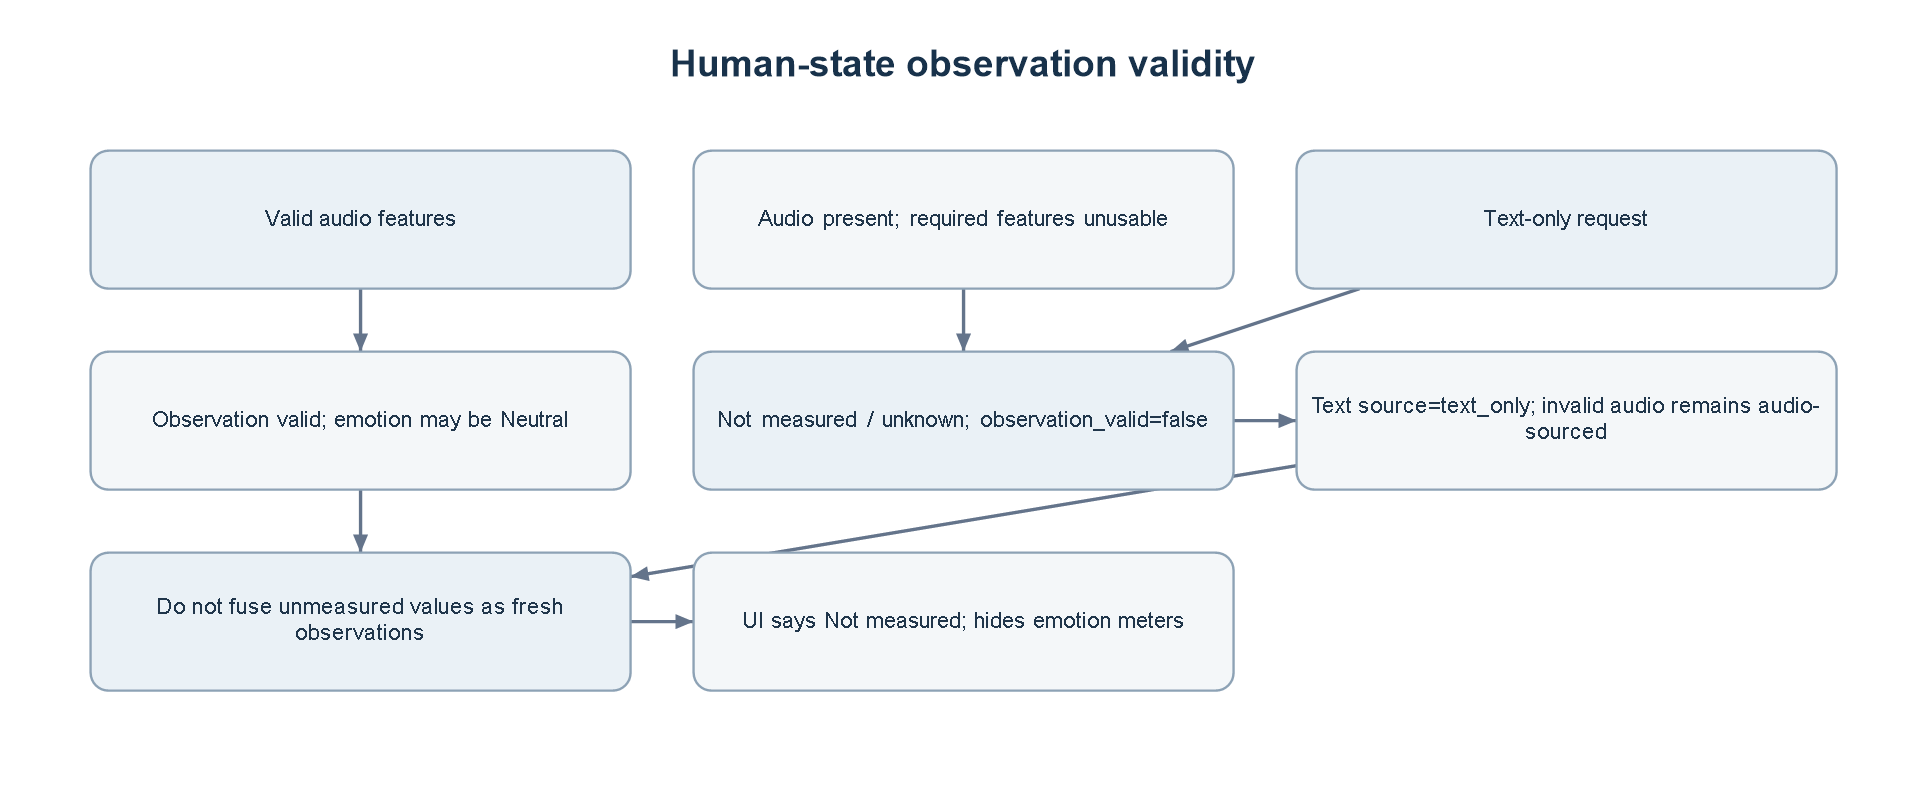 Human-state observation validity
Valid audio features
Audio present; required features unusable
Text-only request
Observation valid; emotion may be Neutral
Not measured / unknown; observation_valid=false
Text source=text_only; invalid audio remains audio-
sourced
Do not fuse unmeasured values as fresh
observations
UI says Not measured; hides emotion meters